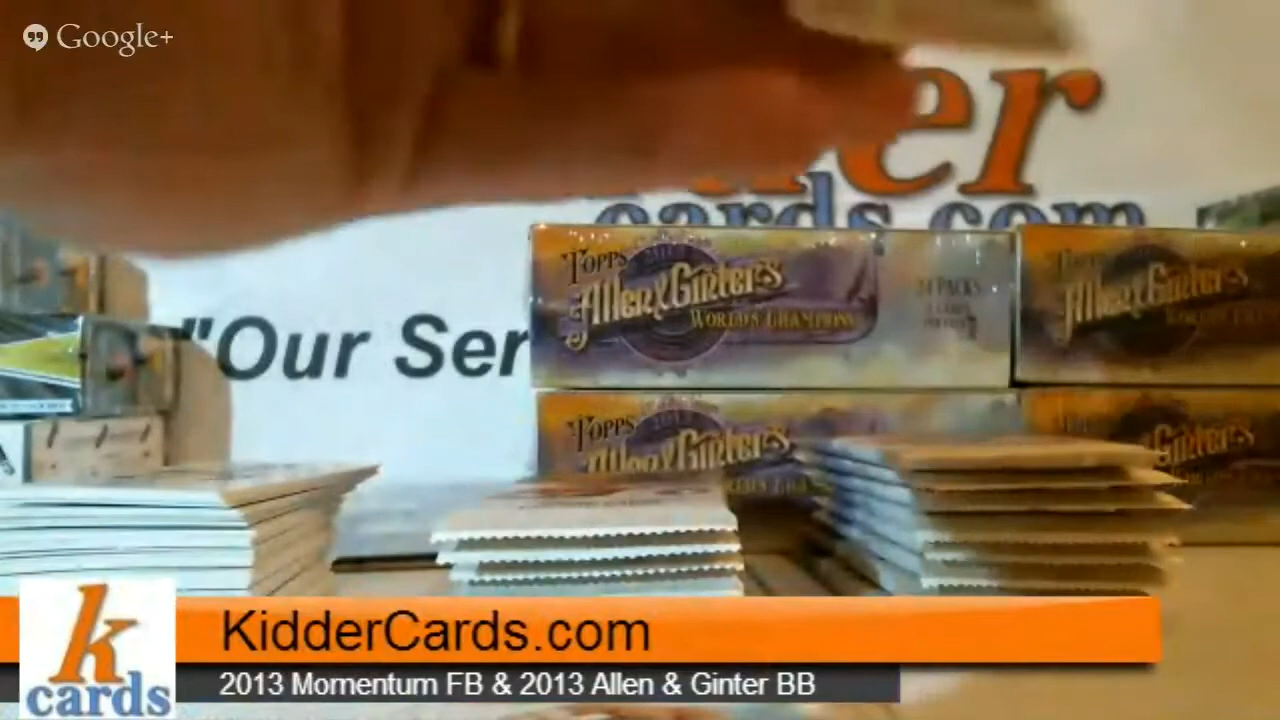 Google+
er
cards.com
TOPPS
Allen & Ginter's
WORLD'S CHAMPIONS
24 PACKS
"Our Ser
TOPPS
Allen & Ginter's
TOPPS
Allen & Ginter's
Ginter's
KidderCards.com
2013 Momentum FB & 2013 Allen & Ginter BB
k
cards